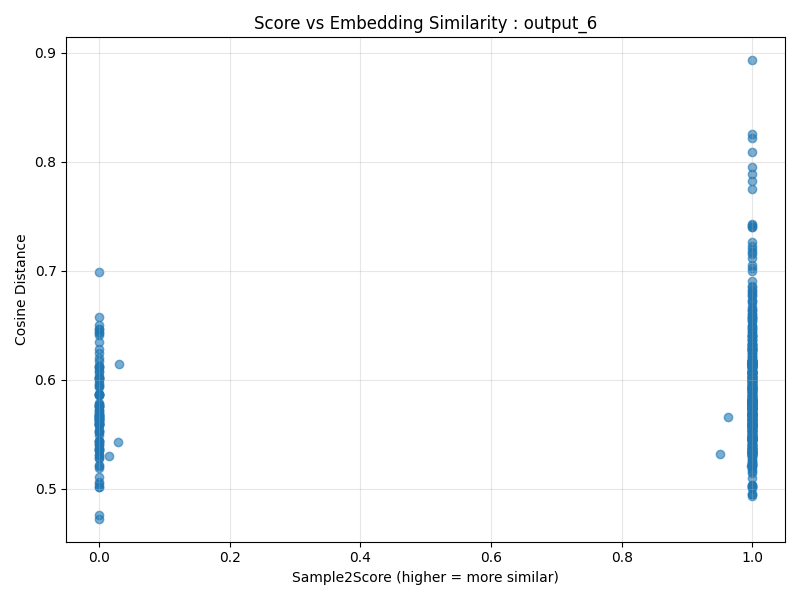 Score vs Embedding Similarity : output_6
0.9
0.8
0.7
0.6
0.5
Cosine Distance
0.0 0.2 0.4 0.6 0.8 1.0
Sample2Score (higher = more similar)